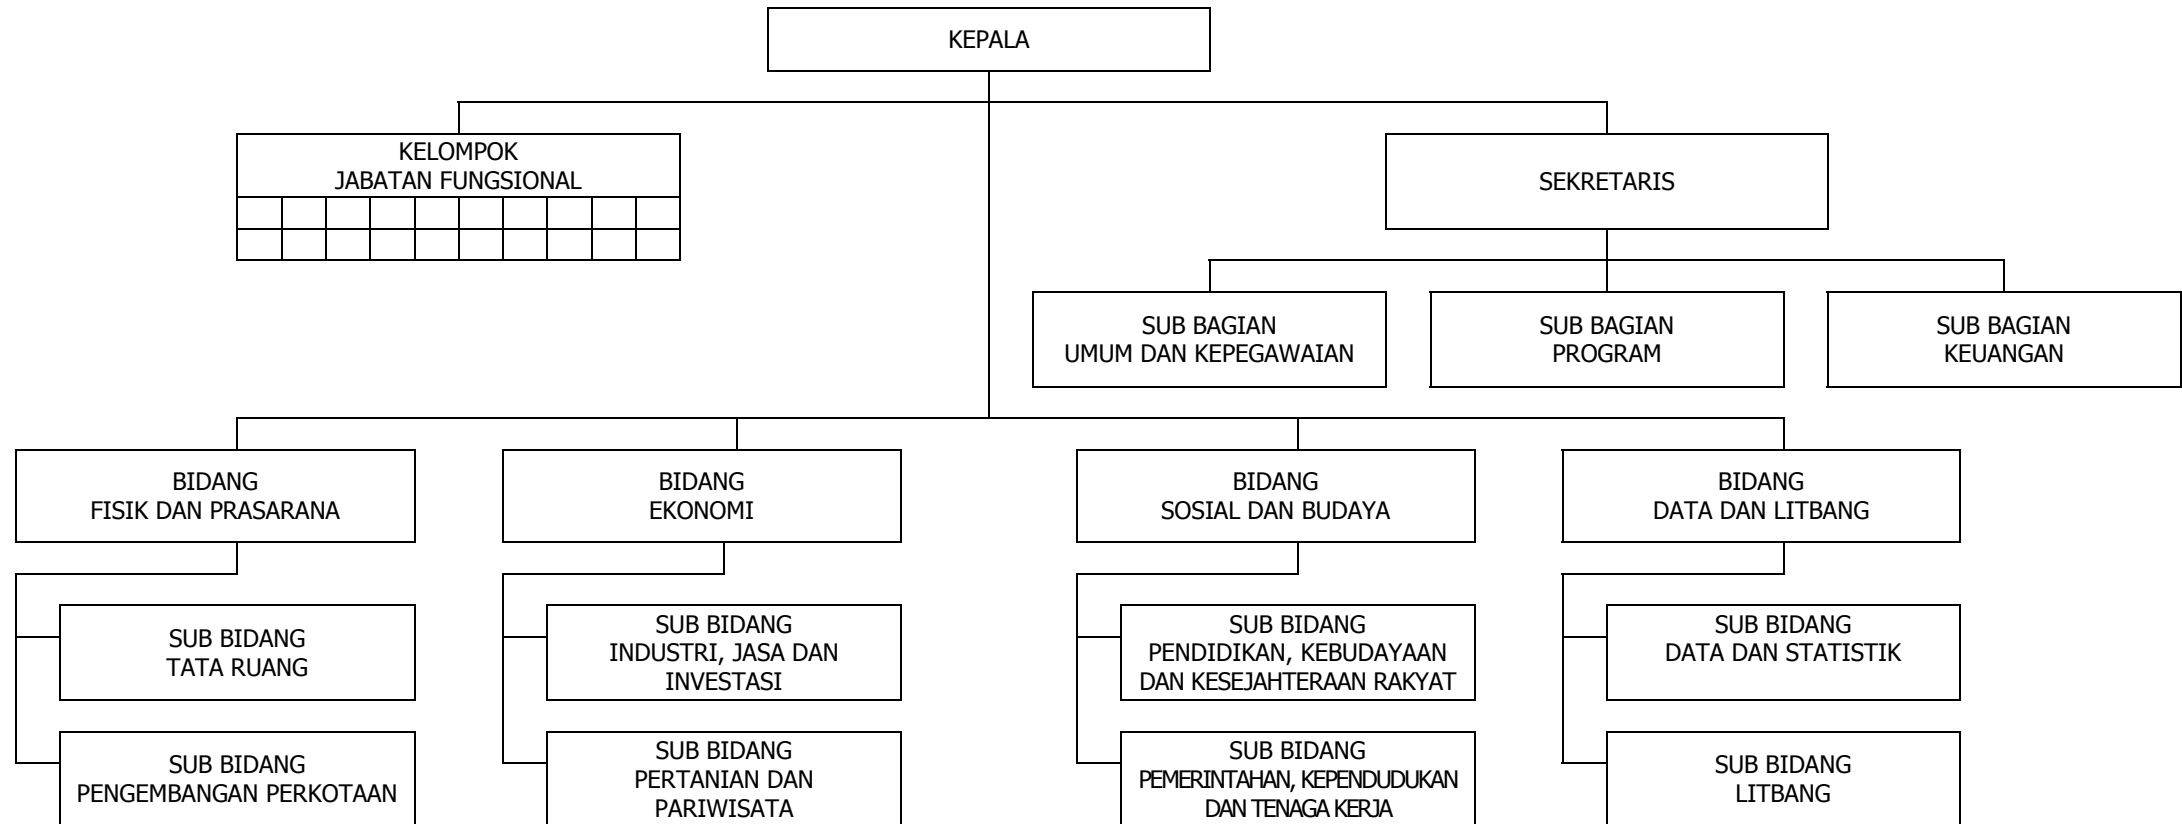 KEPALA
KELOMPOK
JABATAN FUNGSIONAL
SEKRETARIS
SUB BAGIAN
UMUM DAN KEPEGAWAIAN
SUB BAGIAN
PROGRAM
SUB BAGIAN
KEUANGAN
BIDANG
FISIK DAN PRASARANA
BIDANG
EKONOMI
BIDANG
SOSIAL DAN BUDAYA
BIDANG
DATA DAN LITBANG
SUB BIDANG
TATA RUANG
SUB BIDANG
INDUSTRI, JASA DAN
INVESTASI
SUB BIDANG
PENDIDIKAN, KEBUDAYAAN
DAN KESEJAHTERAAN RAKYAT
SUB BIDANG
DATA DAN STATISTIK
SUB BIDANG
PENGEMBANGAN PERKOTAAN
SUB BIDANG
PERTANIAN DAN
PARIWISATA
SUB BIDANG
PEMERINTAHAN, KEPENDUDUKAN
DAN TENAGA KERJA
SUB BIDANG
LITBANG